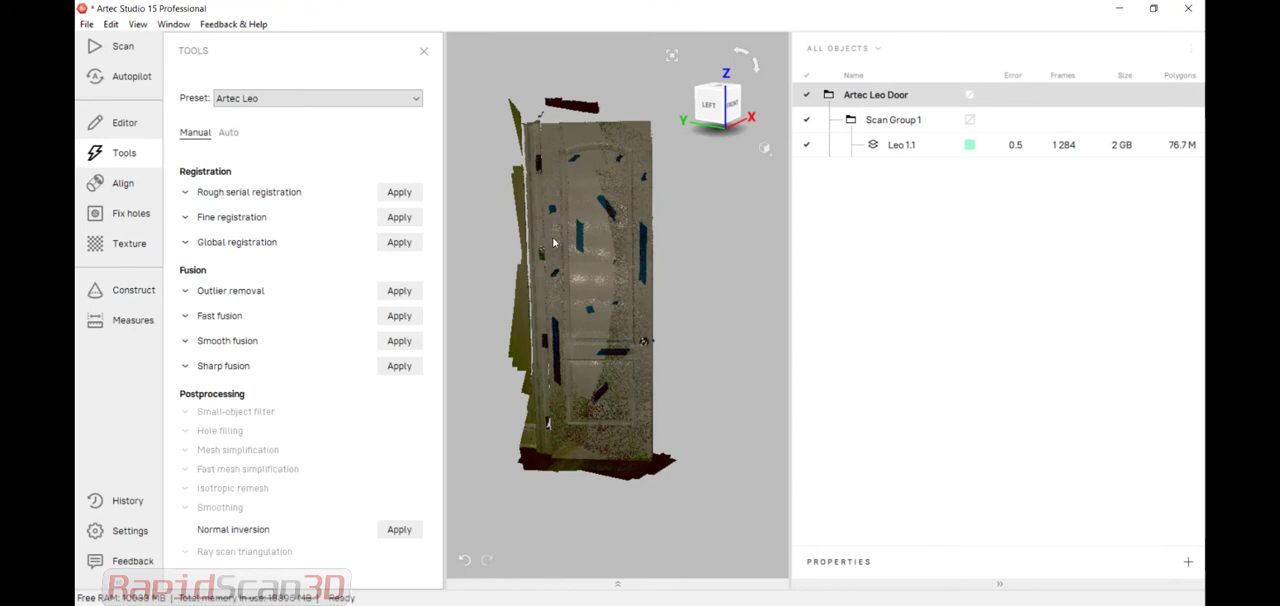 * Artec Studio 15 Professional
File Edit View Window Feedback & Help
Scan
Autopilot
Editor
Tools
Align
Fix holes
Texture
Construct
Measures
History
Settings
Feedback
TOOLS
Preset: Artec Leo
Manual Auto
Registration
Rough serial registration Apply
Fine registration Apply
Global registration Apply
Fusion
Outlier removal Apply
Fast fusion Apply
Smooth fusion Apply
Sharp fusion Apply
Postprocessing
Small-object filter
Hole filling
Mesh simplification
Fast mesh simplification
Isotropic remesh
Smoothing
Normal inversion Apply
Ray scan triangulation
Z
LEFT
Y
X
ALL OBJECTS
Name Error Frames Size Polygons
Artec Leo Door
Scan Group 1
Leo 1.1 0.5 1 284 2 GB 76.7 M
PROPERTIES
RapidScan3D
Ready